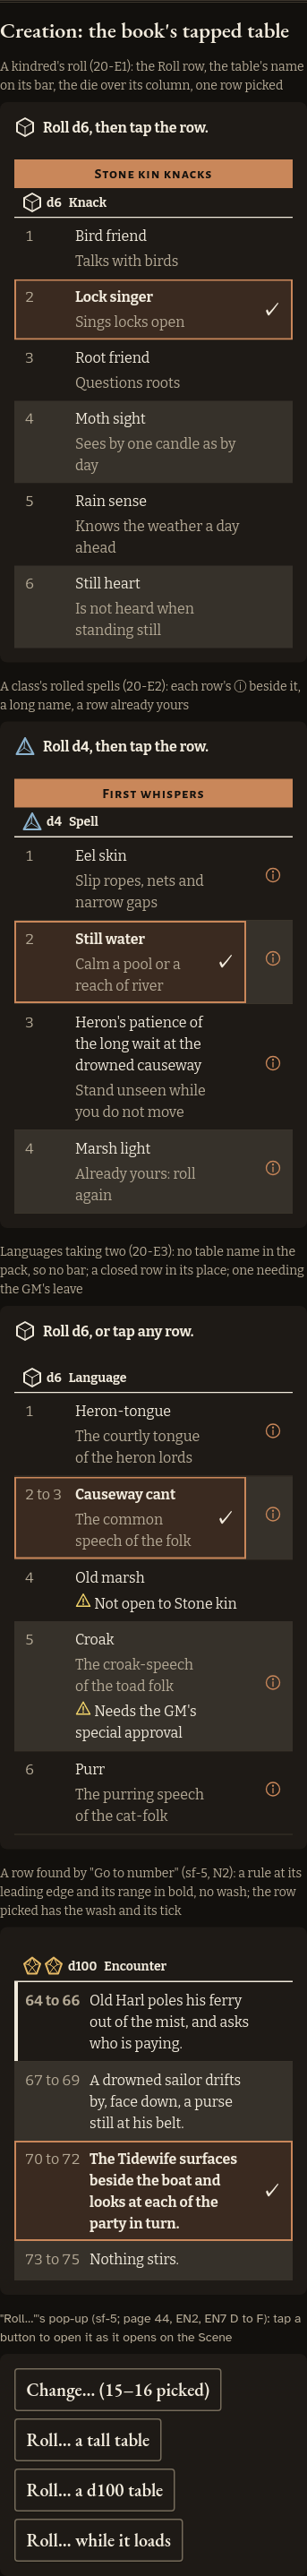 Creation: the book's tapped table
A kindred's roll (20-E1): the Roll row, the table's name
on its bar, the die over its column, one row picked
Roll d6, then tap the row.
Stone kin knacks
d6 Knack
1 Bird friend
Talks with birds
2 Lock singer
Sings locks open
✓
3 Root friend
Questions roots
4 Moth sight
Sees by one candle as by
day
5 Rain sense
Knows the weather a day
ahead
6 Still heart
Is not heard when
standing still
A class's rolled spells (20-E2): each row's ⓘ beside it,
a long name, a row already yours
Roll d4, then tap the row.
First whispers
d4 Spell
1 Eel skin
Slip ropes, nets and
narrow gaps
2 Still water
Calm a pool or a
reach of river
✓
3 Heron's patience of
the long wait at the
drowned causeway
Stand unseen while
you do not move
4 Marsh light
Already yours: roll
again
Languages taking two (20-E3): no table name in the
pack, so no bar; a closed row in its place; one needing
the GM's leave
Roll d6, or tap any row.
d6 Language
1 Heron-tongue
The courtly tongue
of the heron lords
2 to 3 Causeway cant
The common
speech of the folk
✓
4 Old marsh
⚠ Not open to Stone kin
5 Croak
The croak-speech
of the toad folk
⚠ Needs the GM's
special approval
6 Purr
The purring speech
of the cat-folk
A row found by "Go to number" (sf-5, N2): a rule at its
leading edge and its range in bold, no wash; the row
picked has the wash and its tick
d100 Encounter
64 to 66 Old Harl poles his ferry
out of the mist, and asks
who is paying.
67 to 69 A drowned sailor drifts
by, face down, a purse
still at his belt.
70 to 72 The Tidewife surfaces
beside the boat and
looks at each of the
party in turn.
✓
73 to 75 Nothing stirs.
"Roll…"'s pop-up (sf-5; page 44, EN2, EN7 D to F): tap a
button to open it as it opens on the Scene
Change… (15–16 picked)
Roll… a tall table
Roll… a d100 table
Roll… while it loads